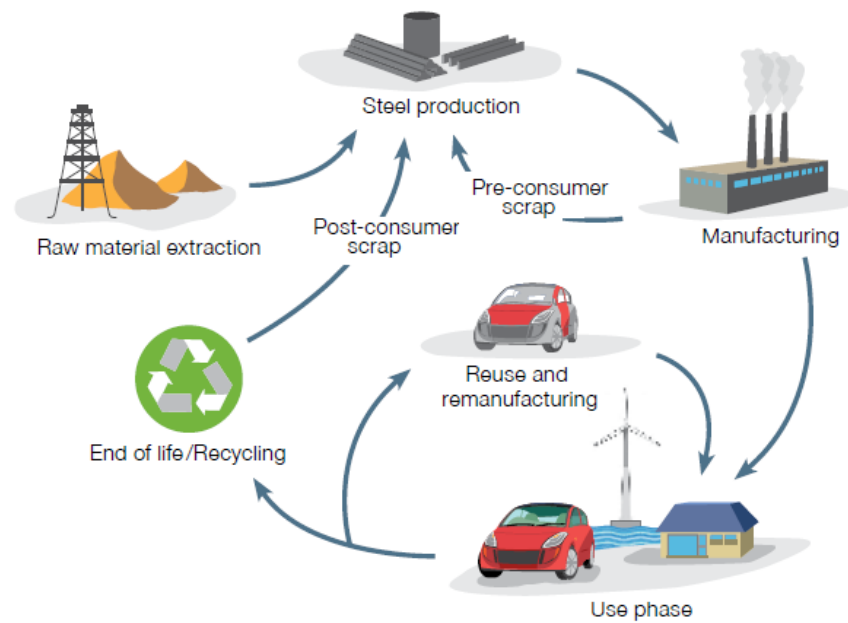 Steel production
Raw material extraction
Pre-consumer
scrap
Post-consumer
scrap
Manufacturing
Reuse and
remanufacturing
End of life/Recycling
Use phase